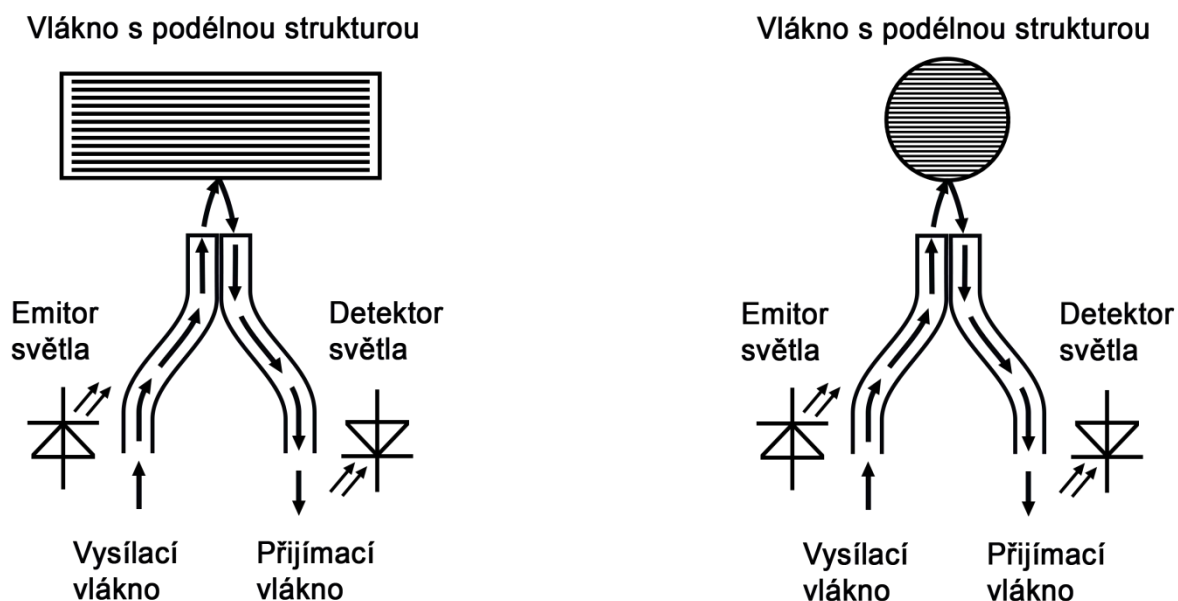 Vlákno s podélnou strukturou
Emitor
světla
Detektor
světla
Vysílací
vlákno
Přijímací
vlákno
Vlákno s podélnou strukturou
Emitor
světla
Detektor
světla
Vysílací
vlákno
Přijímací
vlákno